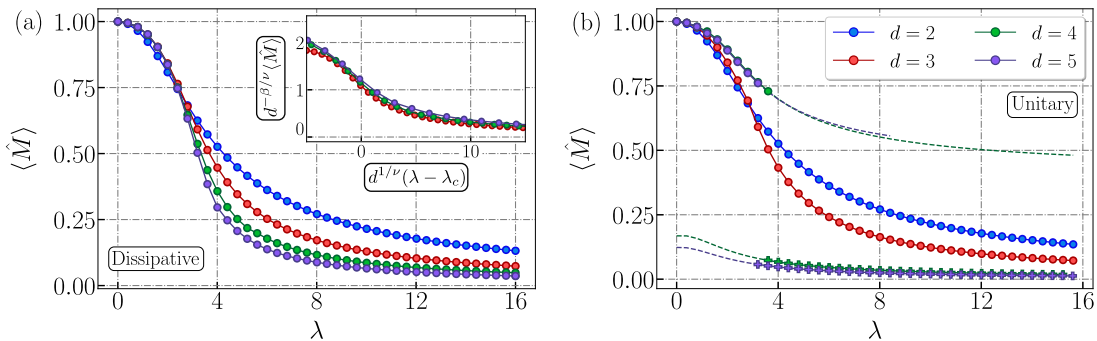 (a)
1.00
0.75
0.50
0.25
0.00
⟨M̂⟩
0
4
8
12
16
λ
Dissipative
2
1
0
d^{−β/ν}⟨M̂⟩
0
10
d^{1/ν}(λ − λ_c)
(b)
1.00
0.75
0.50
0.25
0.00
⟨M̂⟩
0
4
8
12
16
λ
d = 2
d = 4
d = 3
d = 5
Unitary